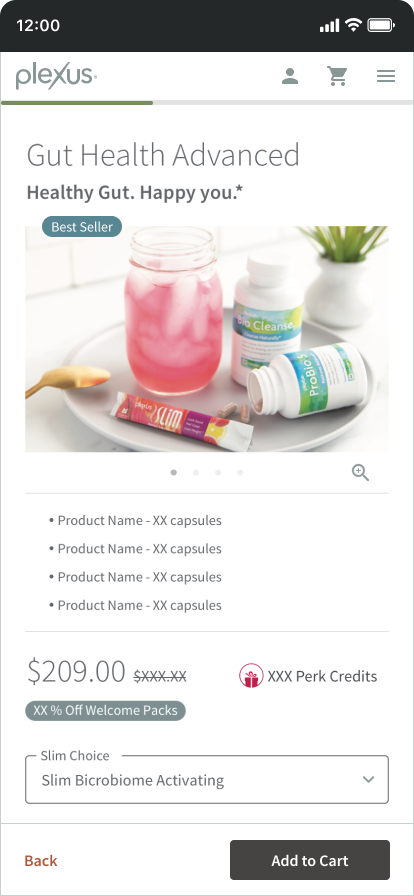 12:00
plexus
Gut Health Advanced
Healthy Gut. Happy you.*
Best Seller
Bio Cleanse
ProBio5
plexus
SLIM
• Product Name - XX capsules
• Product Name - XX capsules
• Product Name - XX capsules
• Product Name - XX capsules
$209.00 $XXX.XX
XXX Perk Credits
XX % Off Welcome Packs
Slim Choice
Slim Bicrobiome Activating
Back
Add to Cart